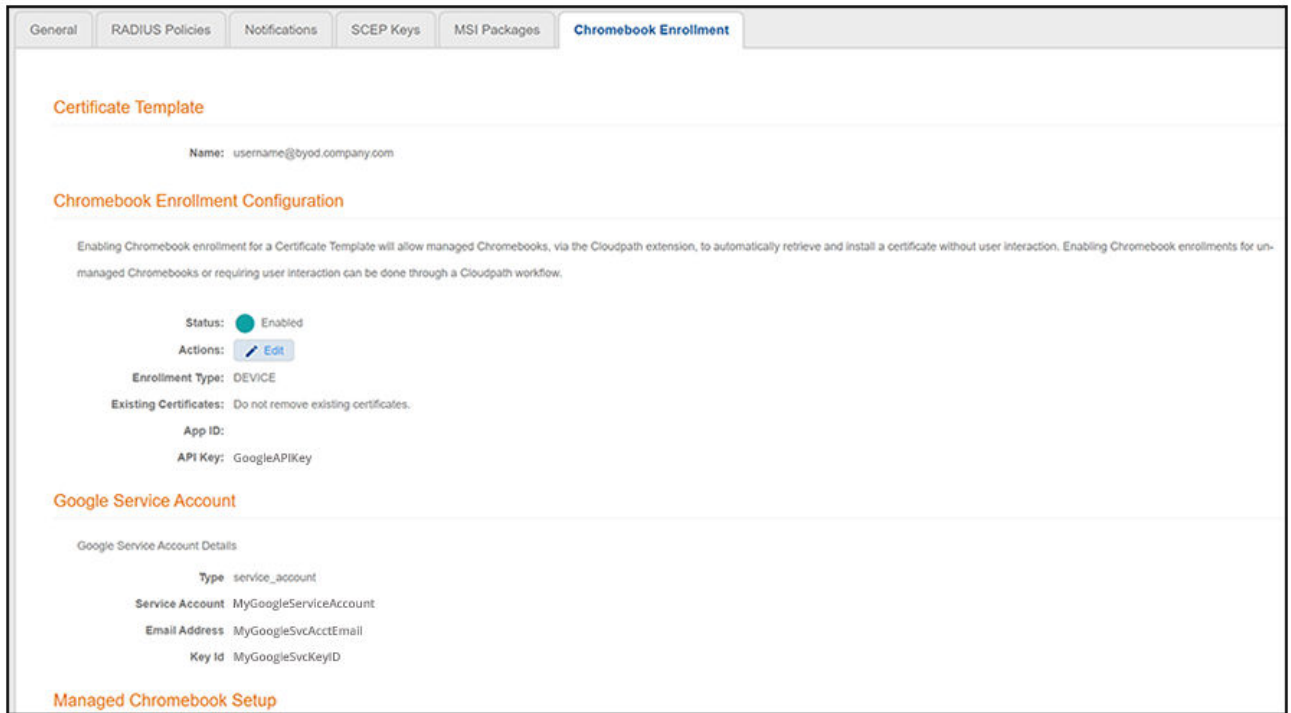 General RADIUS Policies Notifications SCEP Keys MSI Packages Chromebook Enrollment
Certificate Template
Name: username@byod.company.com
Chromebook Enrollment Configuration
Enabling Chromebook enrollment for a Certificate Template will allow managed Chromebooks, via the Cloudpath extension, to automatically retrieve and install a certificate without user interaction. Enabling Chromebook enrollments for un-
managed Chromebooks or requiring user interaction can be done through a Cloudpath workflow.
Status: Enabled
Actions: Edit
Enrollment Type: DEVICE
Existing Certificates: Do not remove existing certificates.
App ID:
API Key: GoogleAPIKey
Google Service Account
Google Service Account Details
Type service_account
Service Account MyGoogleServiceAccount
Email Address MyGoogleSvcAcctEmail
Key Id MyGoogleSvcKeyID
Managed Chromebook Setup